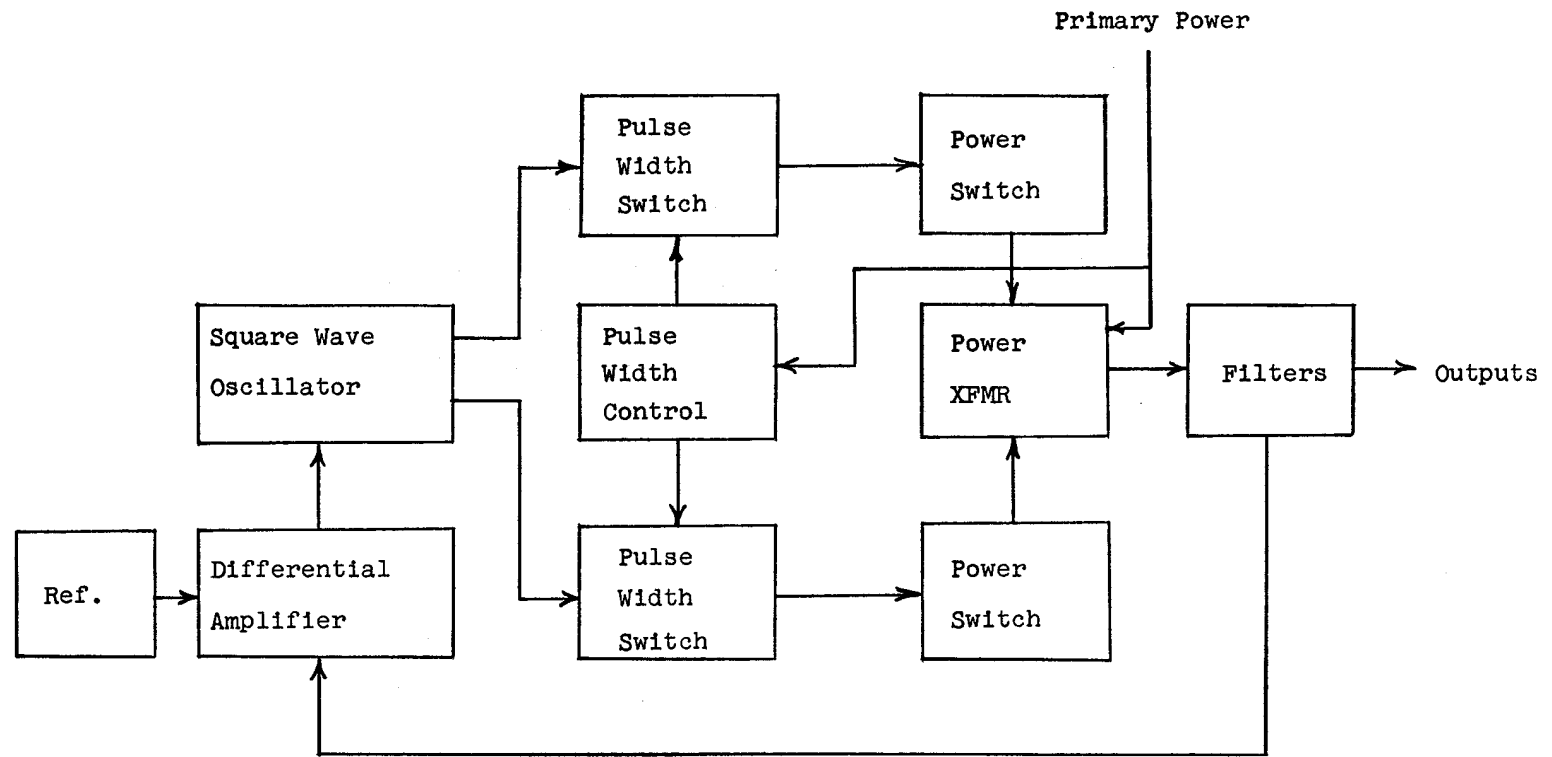 Primary Power
Pulse
Width
Switch
Power
Switch
Square Wave
Oscillator
Pulse
Width
Control
Power
XFMR
Filters
Outputs
Ref.
Differential
Amplifier
Pulse
Width
Switch
Power
Switch